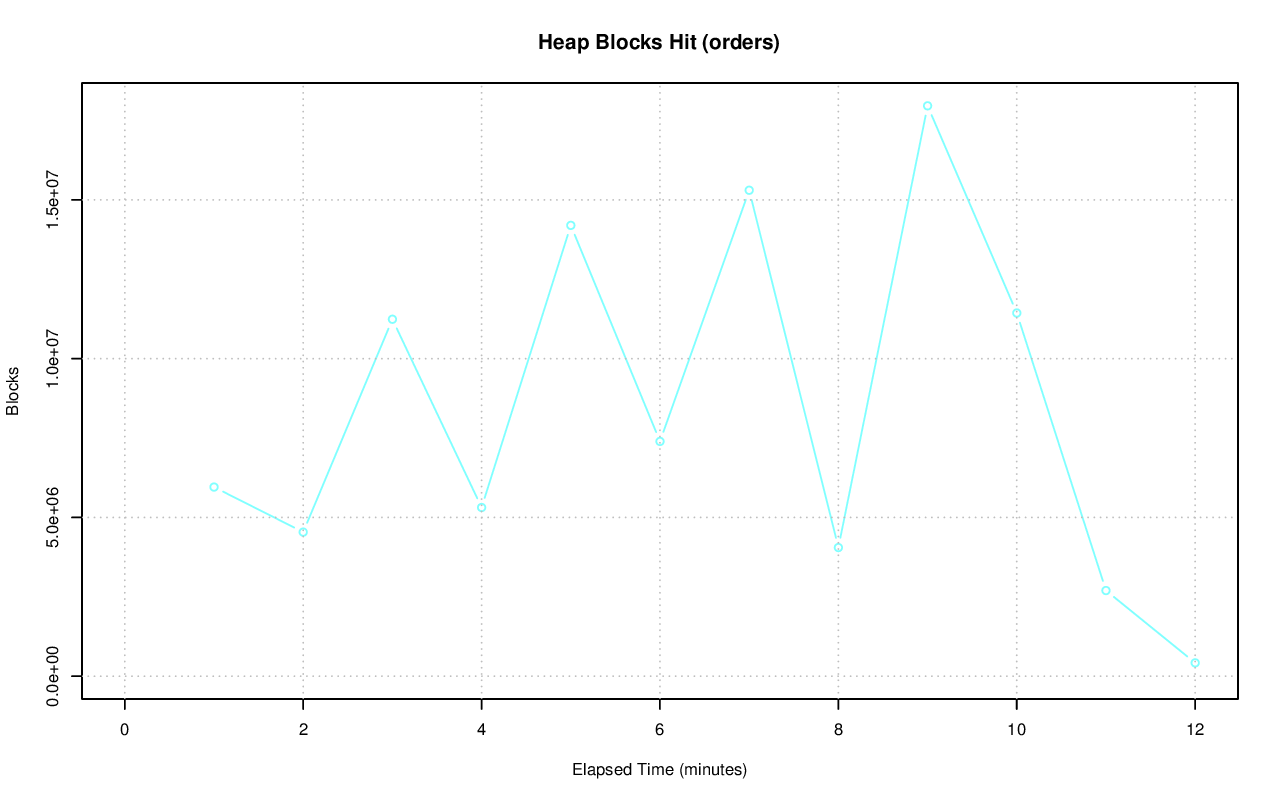 Heap Blocks Hit (orders)
Blocks
1.5e+07
1.0e+07
5.0e+06
0.0e+00
0 2 4 6 8 10 12
Elapsed Time (minutes)